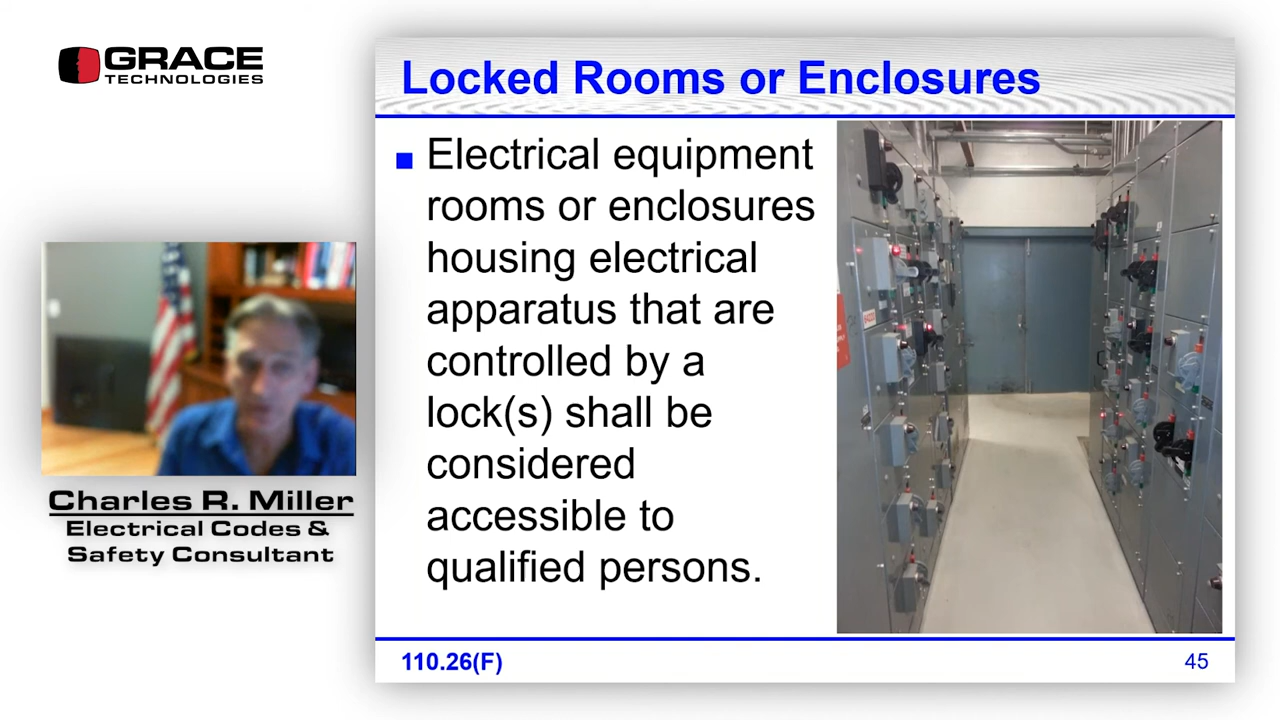 GRACE
TECHNOLOGIES
Locked Rooms or Enclosures
Electrical equipment
rooms or enclosures
housing electrical
apparatus that are
controlled by a
lock(s) shall be
considered
accessible to
qualified persons.
Charles R. Miller
Electrical Codes &
Safety Consultant
110.26(F)
45